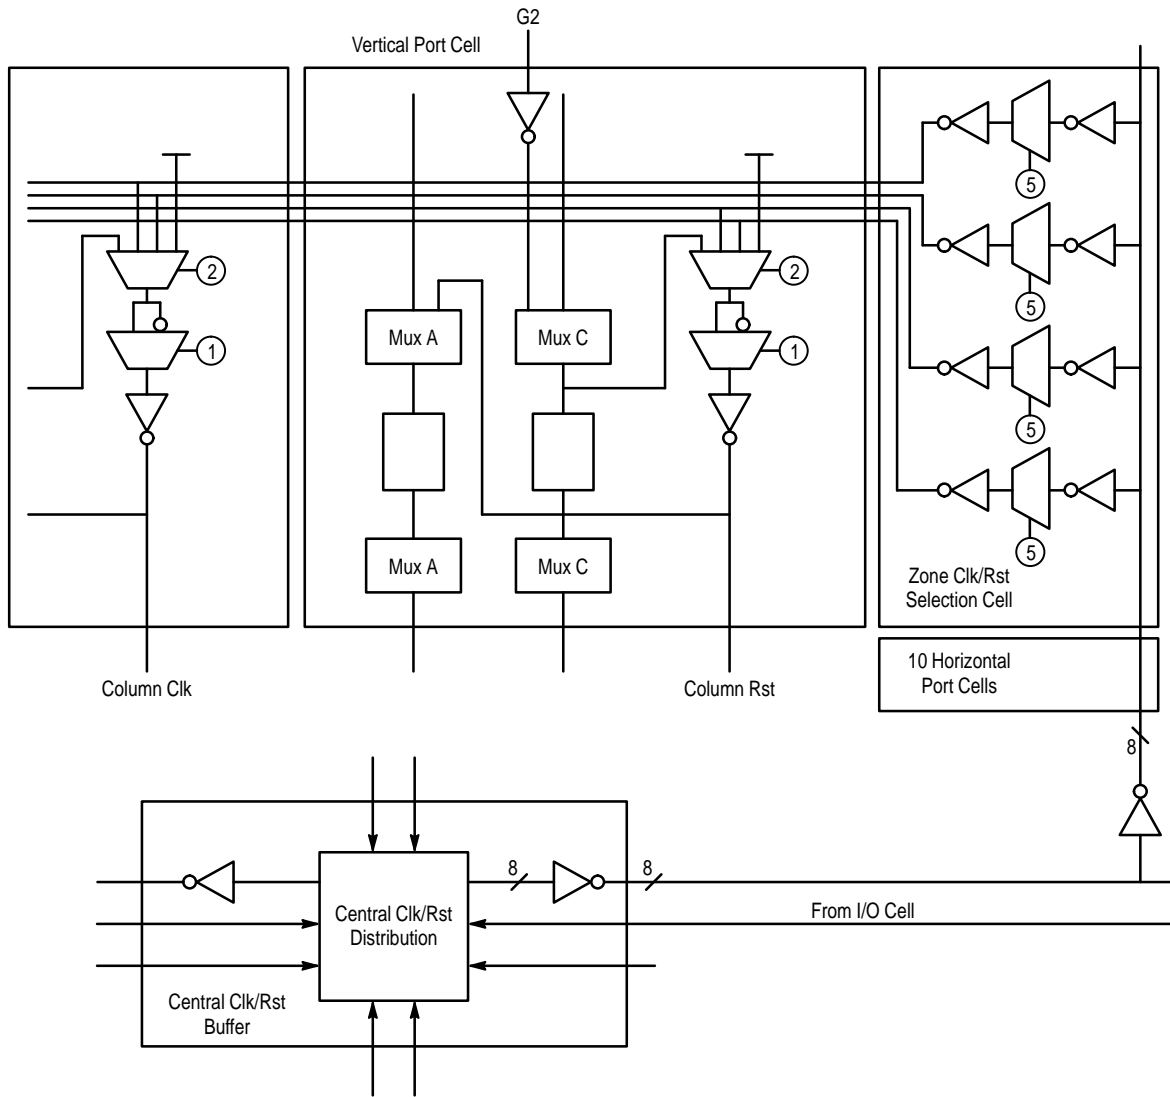 G2
Vertical Port Cell
5
5
2
2
Mux A
Mux C
1
1
5
5
Mux A
Mux C
Zone Clk/Rst
Selection Cell
10 Horizontal
Port Cells
Column Clk
Column Rst
8
8
8
From I/O Cell
Central Clk/Rst
Distribution
Central Clk/Rst
Buffer